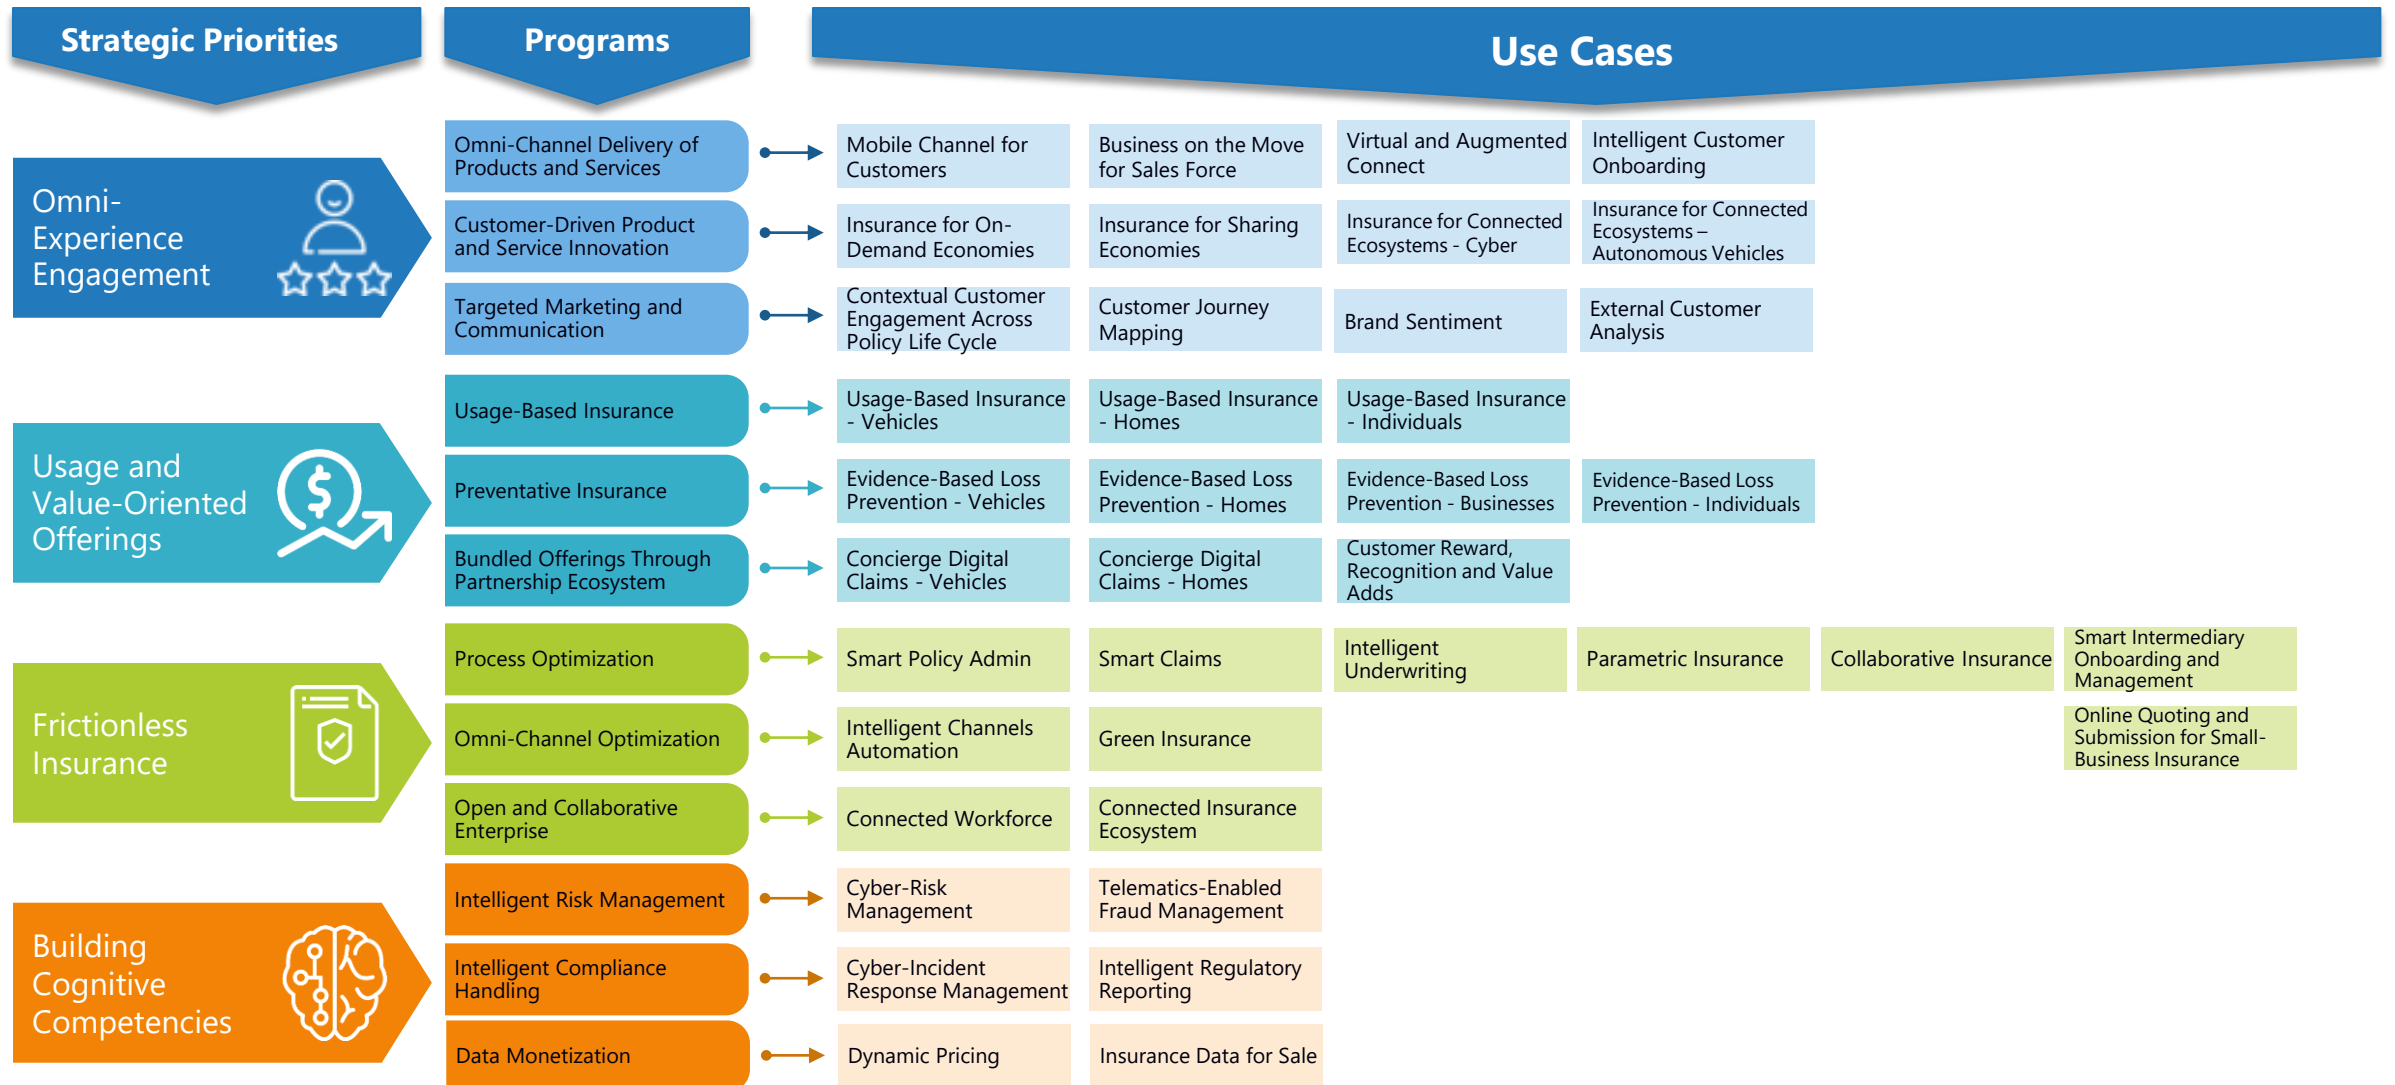 Strategic Priorities
Programs
Use Cases
Omni-
Experience
Engagement
Omni-Channel Delivery of
Products and Services
Mobile Channel for
Customers
Business on the Move
for Sales Force
Virtual and Augmented
Connect
Intelligent Customer
Onboarding
Customer-Driven Product
and Service Innovation
Insurance for On-
Demand Economies
Insurance for Sharing
Economies
Insurance for Connected
Ecosystems - Cyber
Insurance for Connected
Ecosystems –
Autonomous Vehicles
Targeted Marketing and
Communication
Contextual Customer
Engagement Across
Policy Life Cycle
Customer Journey
Mapping
Brand Sentiment
External Customer
Analysis
Usage and
Value-Oriented
Offerings
Usage-Based Insurance
Usage-Based Insurance
- Vehicles
Usage-Based Insurance
- Homes
Usage-Based Insurance
- Individuals
Preventative Insurance
Evidence-Based Loss
Prevention - Vehicles
Evidence-Based Loss
Prevention - Homes
Evidence-Based Loss
Prevention - Businesses
Evidence-Based Loss
Prevention - Individuals
Bundled Offerings Through
Partnership Ecosystem
Concierge Digital
Claims - Vehicles
Concierge Digital
Claims - Homes
Customer Reward,
Recognition and Value
Adds
Frictionless
Insurance
Process Optimization
Smart Policy Admin
Smart Claims
Intelligent
Underwriting
Parametric Insurance
Collaborative Insurance
Smart Intermediary
Onboarding and
Management
Omni-Channel Optimization
Intelligent Channels
Automation
Green Insurance
Online Quoting and
Submission for Small-
Business Insurance
Open and Collaborative
Enterprise
Connected Workforce
Connected Insurance
Ecosystem
Building
Cognitive
Competencies
Intelligent Risk Management
Cyber-Risk
Management
Telematics-Enabled
Fraud Management
Intelligent Compliance
Handling
Cyber-Incident
Response Management
Intelligent Regulatory
Reporting
Data Monetization
Dynamic Pricing
Insurance Data for Sale